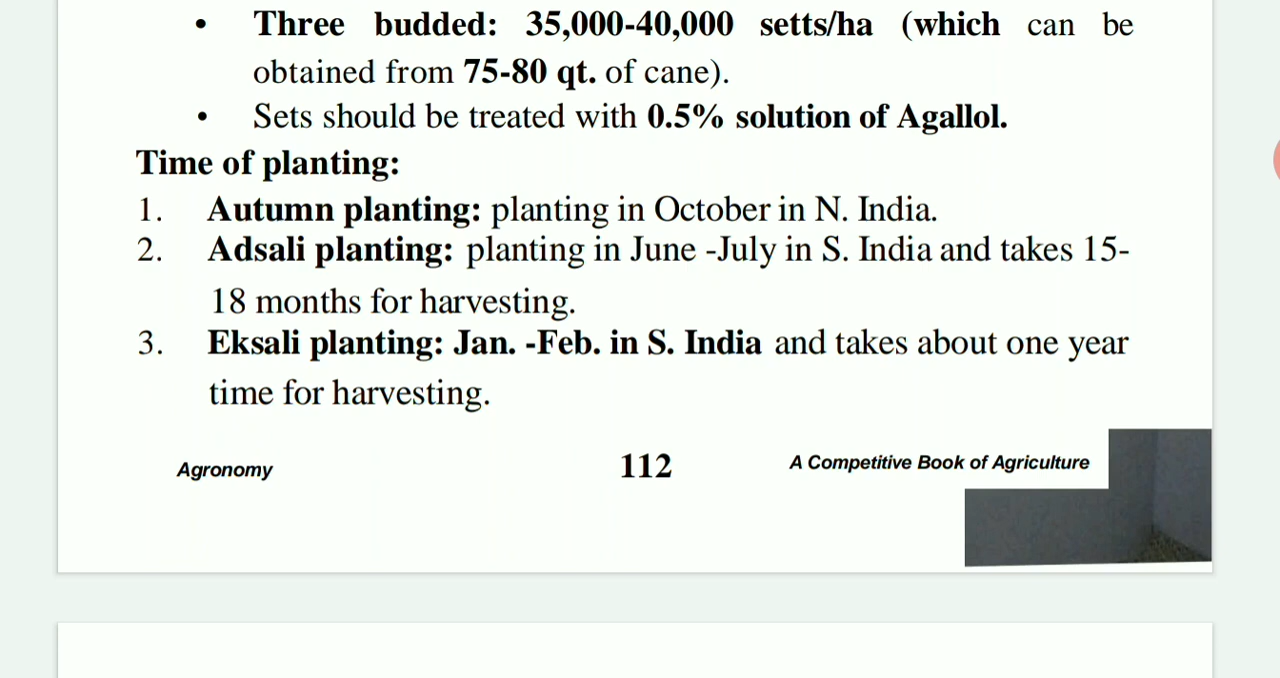 • Three budded: 35,000-40,000 setts/ha (which can be
obtained from 75-80 qt. of cane).
• Sets should be treated with 0.5% solution of Agallol.
Time of planting:
1. Autumn planting: planting in October in N. India.
2. Adsali planting: planting in June -July in S. India and takes 15-
18 months for harvesting.
3. Eksali planting: Jan. -Feb. in S. India and takes about one year
time for harvesting.
Agronomy 112 A Competitive Book of Agriculture